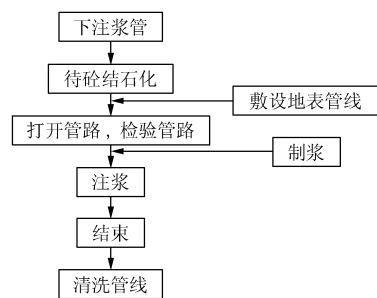 下注浆管
待砼结石化
敷设地表管线
打开管路，检验管路
制浆
注浆
结束
清洗管线